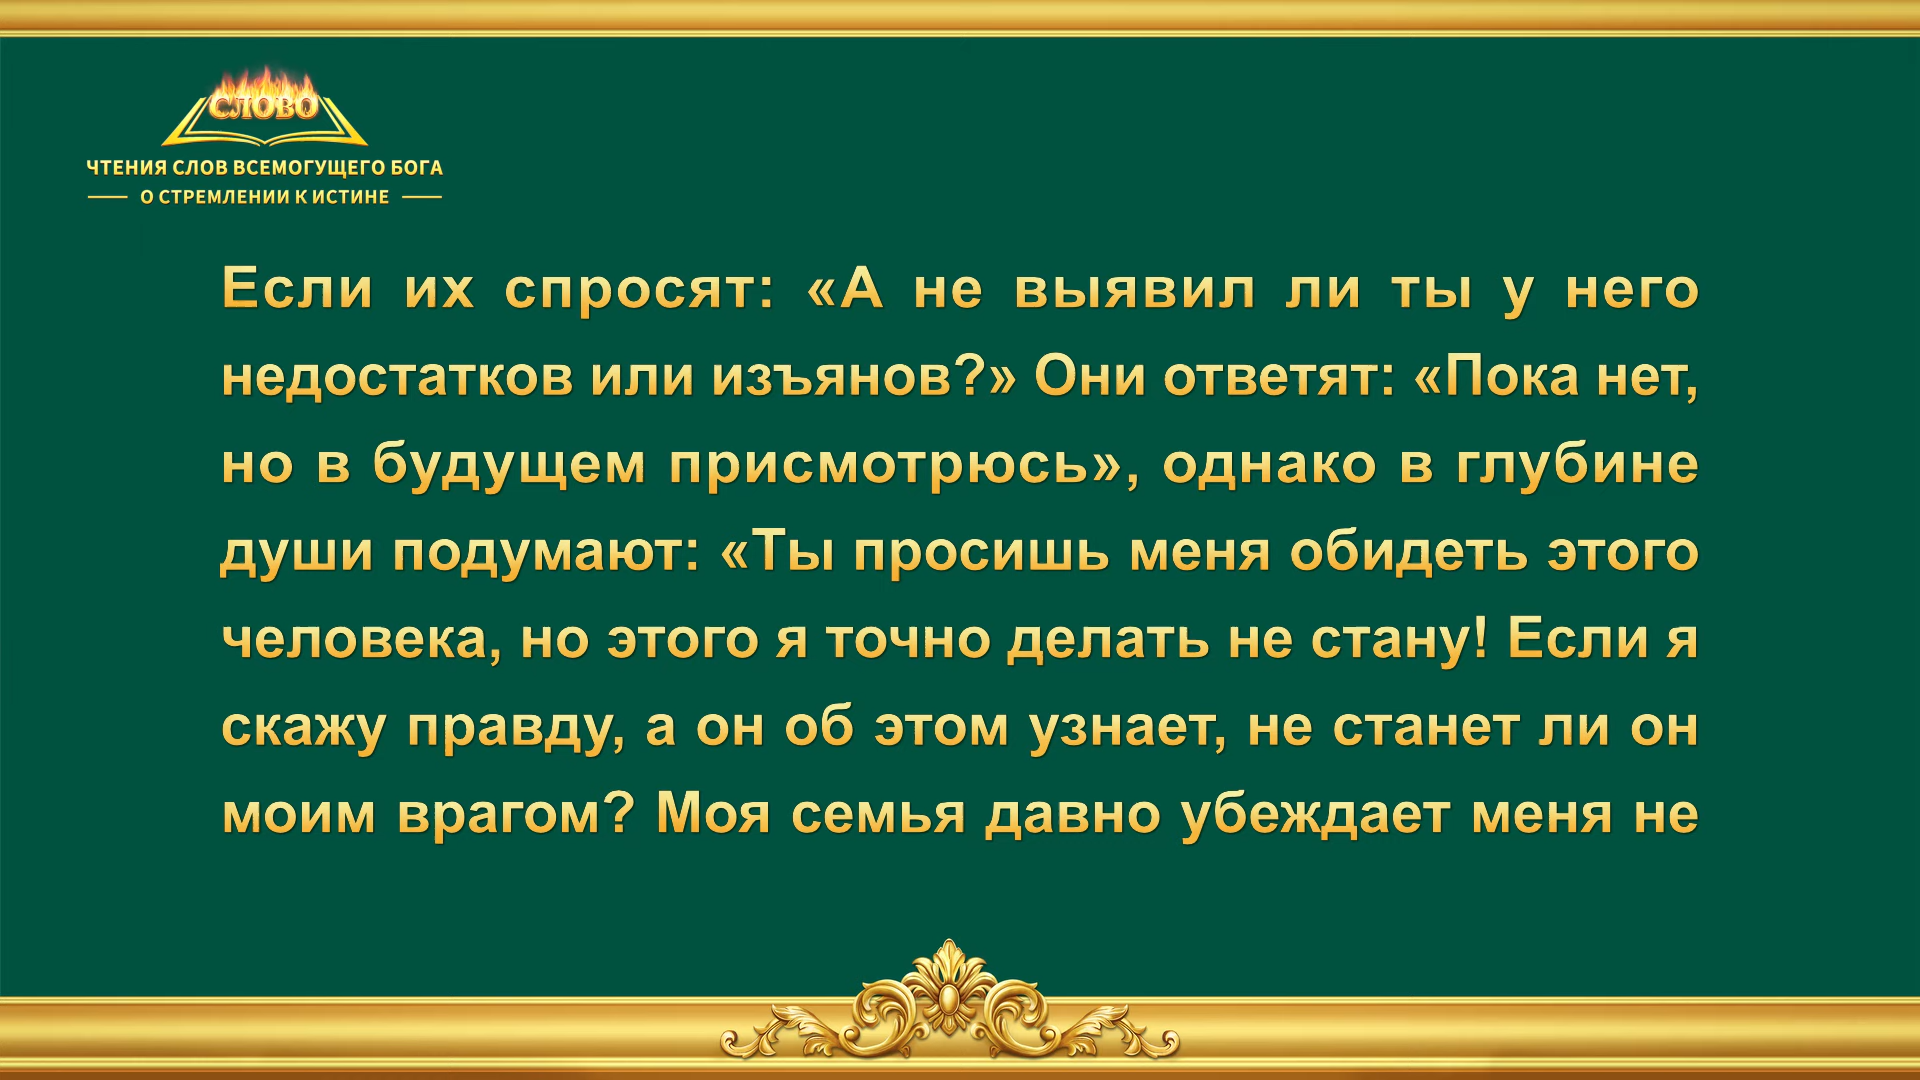 СЛОВО
ЧТЕНИЯ СЛОВ ВСЕМОГУЩЕГО БОГА
О СТРЕМЛЕНИИ К ИСТИНЕ
Если их спросят: «А не выявил ли ты у него
недостатков или изъянов?» Они ответят: «Пока нет,
но в будущем присмотрюсь», однако в глубине
души подумают: «Ты просишь меня обидеть этого
человека, но этого я точно делать не стану! Если я
скажу правду, а он об этом узнает, не станет ли он
моим врагом? Моя семья давно убеждает меня не